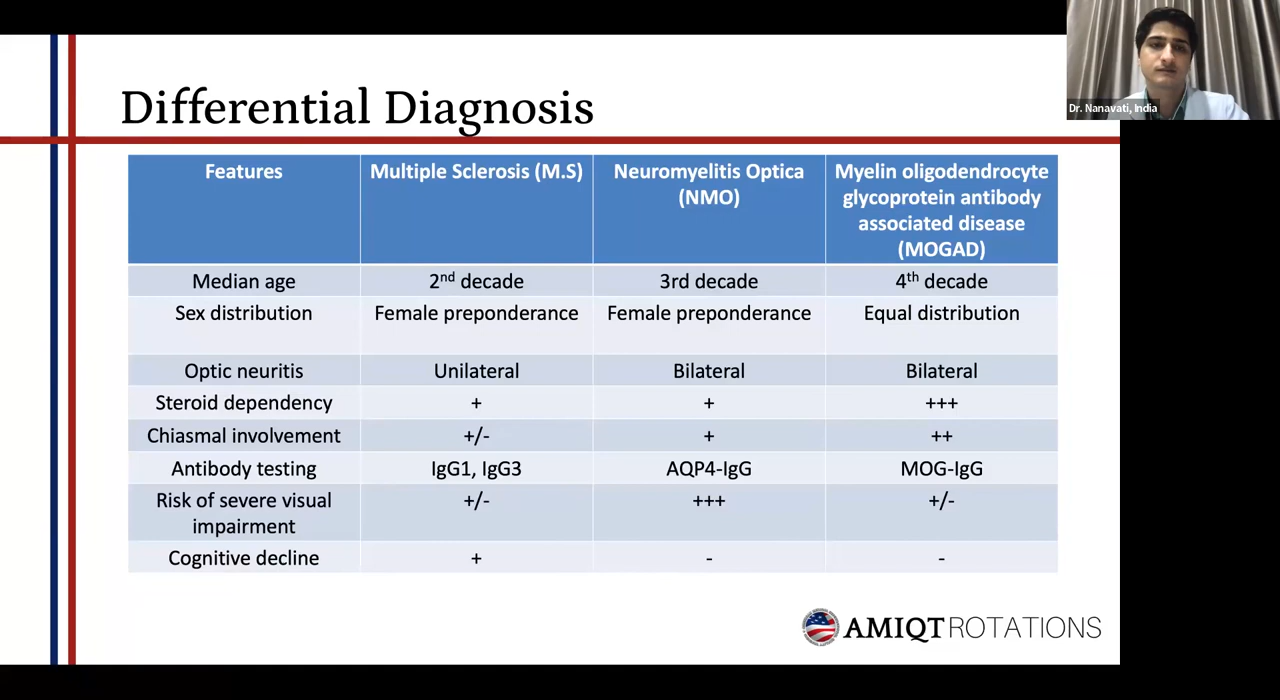 Dr. Nanavati, India
Differential Diagnosis
Features Multiple Sclerosis (M.S) Neuromyelitis Optica (NMO) Myelin oligodendrocyte glycoprotein antibody associated disease (MOGAD)
Median age 2nd decade 3rd decade 4th decade
Sex distribution Female preponderance Female preponderance Equal distribution
Optic neuritis Unilateral Bilateral Bilateral
Steroid dependency + + +++
Chiasmal involvement +/- + ++
Antibody testing IgG1, IgG3 AQP4-IgG MOG-IgG
Risk of severe visual impairment +/- +++ +/-
Cognitive decline + - -
AMIQT ROTATIONS